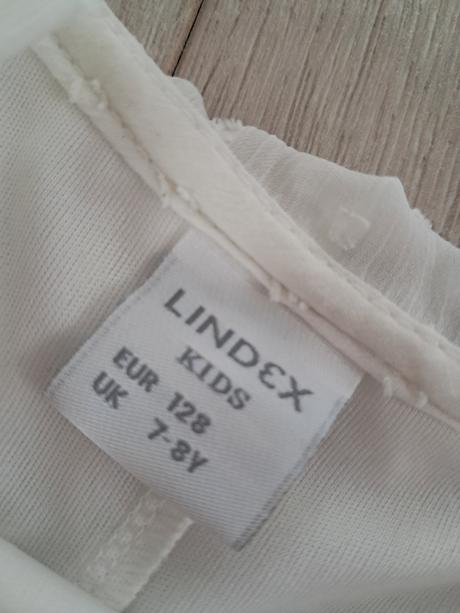 LINDEX
KIDS
EUR 128
UK 7-8Y